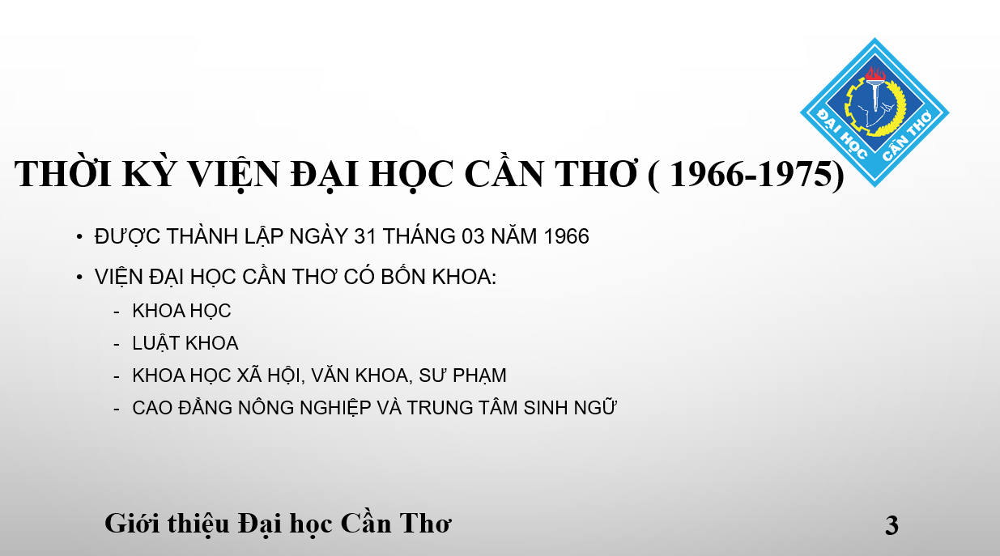 ĐẠI HỌC CẦN THƠ
THỜI KỲ VIỆN ĐẠI HỌC CẦN THƠ ( 1966-1975)
• ĐƯỢC THÀNH LẬP NGÀY 31 THÁNG 03 NĂM 1966
• VIỆN ĐẠI HỌC CẦN THƠ CÓ BỐN KHOA:
- KHOA HỌC
- LUẬT KHOA
- KHOA HỌC XÃ HỘI, VĂN KHOA, SƯ PHẠM
- CAO ĐẲNG NÔNG NGHIỆP VÀ TRUNG TÂM SINH NGỮ
Giới thiệu Đại học Cần Thơ
3